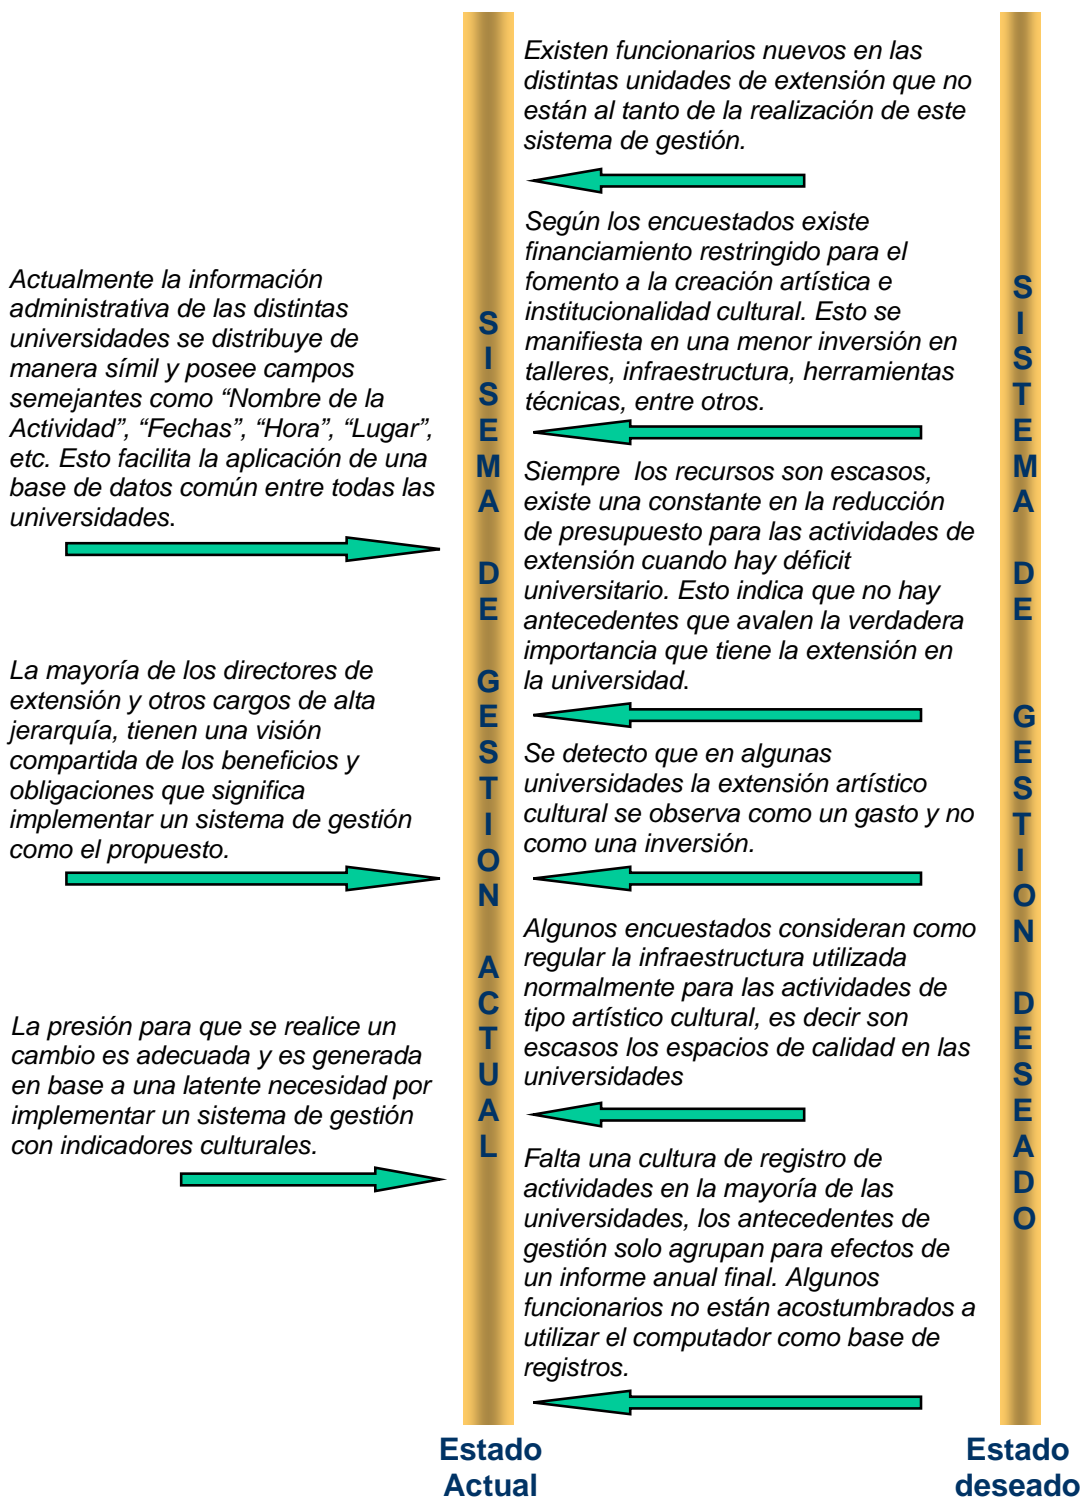 Actualmente la información
administrativa de las distintas
universidades se distribuye de
manera símil y posee campos
semejantes como “Nombre de la
Actividad”, “Fechas”, “Hora”, “Lugar”,
etc. Esto facilita la aplicación de una
base de datos común entre todas las
universidades.
La mayoría de los directores de
extensión y otros cargos de alta
jerarquía, tienen una visión
compartida de los beneficios y
obligaciones que significa
implementar un sistema de gestión
como el propuesto.
La presión para que se realice un
cambio es adecuada y es generada
en base a una latente necesidad por
implementar un sistema de gestión
con indicadores culturales.
SISEMA DE GESTION ACTUAL
Existen funcionarios nuevos en las
distintas unidades de extensión que no
están al tanto de la realización de este
sistema de gestión.
Según los encuestados existe
financiamiento restringido para el
fomento a la creación artística e
institucionalidad cultural. Esto se
manifiesta en una menor inversión en
talleres, infraestructura, herramientas
técnicas, entre otros.
Siempre  los recursos son escasos,
existe una constante en la reducción
de presupuesto para las actividades de
extensión cuando hay déficit
universitario. Esto indica que no hay
antecedentes que avalen la verdadera
importancia que tiene la extensión en
la universidad.
Se detecto que en algunas
universidades la extensión artístico
cultural se observa como un gasto y no
como una inversión.
Algunos encuestados consideran como
regular la infraestructura utilizada
normalmente para las actividades de
tipo artístico cultural, es decir son
escasos los espacios de calidad en las
universidades
Falta una cultura de registro de
actividades en la mayoría de las
universidades, los antecedentes de
gestión solo agrupan para efectos de
un informe anual final. Algunos
funcionarios no están acostumbrados a
utilizar el computador como base de
registros.
SISTEMA DE GESTION DESEADO
Estado
Actual
Estado
deseado